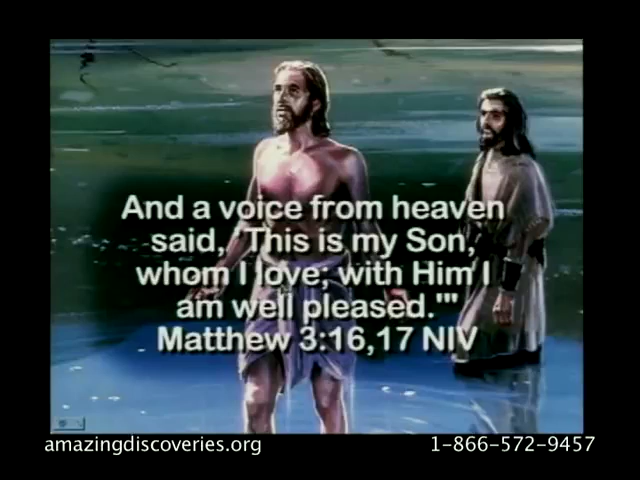 And a voice from heaven
said, 'This is my Son,
whom I love; with Him I
am well pleased.'"
Matthew 3:16,17 NIV
amazingdiscoveries.org
1-866-572-9457